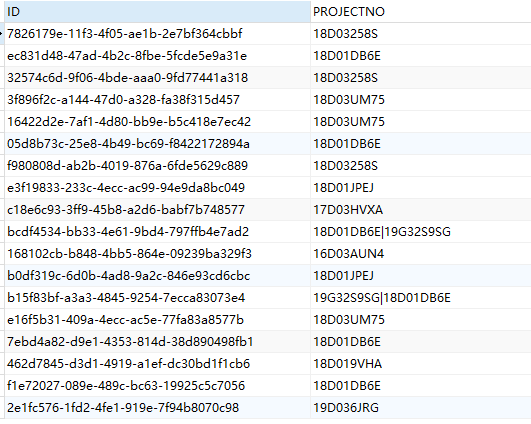 ID PROJECTNO
7826179e-11f3-4f05-ae1b-2e7bf364cbbf 18D03258S
ec831d48-47ad-4b2c-8fbe-5fcde5e9a31e 18D01DB6E
32574c6d-9f06-4bde-aaa0-9fd77441a318 18D03258S
3f896f2c-a144-47d0-a328-fa38f315d457 18D03UM75
16422d2e-7af1-4d80-bb9e-b5c418e7ec42 18D03UM75
05d8b73c-25e8-4b49-bc69-f8422172894a 18D01DB6E
f980808d-ab2b-4019-876a-6fde5629c889 18D03258S
e3f19833-233c-4ecc-ac99-94e9da8bc049 18D01JPEJ
c18e6c93-3ff9-45b8-a2d6-babf7b748577 17D03HVXA
bcdf4534-bb33-4e61-9bd4-797ffb4e7ad2 18D01DB6E|19G32S9SG
168102cb-b848-4bb5-864e-09239ba329f3 16D03AUN4
b0df319c-6d0b-4ad8-9a2c-846e93cd6cbc 18D01JPEJ
b15f83bf-a3a3-4845-9254-7ecca83073e4 19G32S9SG|18D01DB6E
e16f5b31-409a-4ecc-ac5e-77fa83a8577b 18D03UM75
7ebd4a82-d9e1-4353-814d-38d890498fb1 18D01DB6E
462d7845-d3d1-4919-a1ef-dc30bd1f1cb6 18D019VHA
f1e72027-089e-489c-bc63-19925c5c7056 18D01DB6E
2e1fc576-1fd2-4fe1-919e-7f94b8070c98 19D036JRG